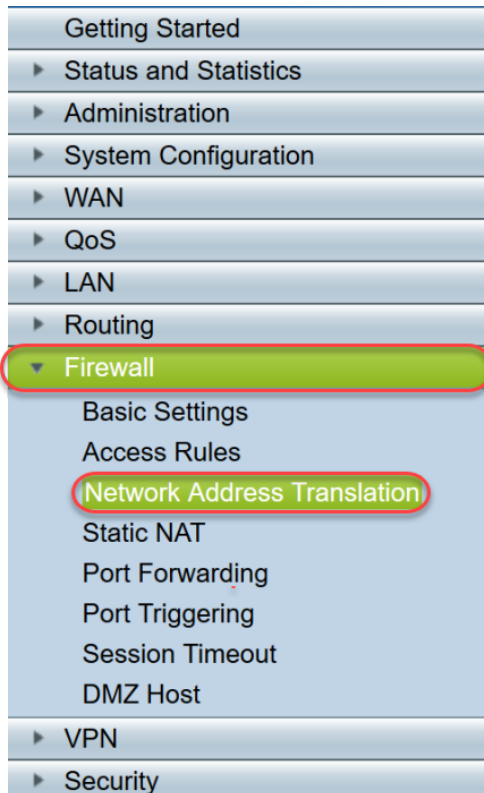 Getting Started
Status and Statistics
Administration
System Configuration
WAN
QoS
LAN
Routing
Firewall
Basic Settings
Access Rules
Network Address Translation
Static NAT
Port Forwarding
Port Triggering
Session Timeout
DMZ Host
VPN
Security